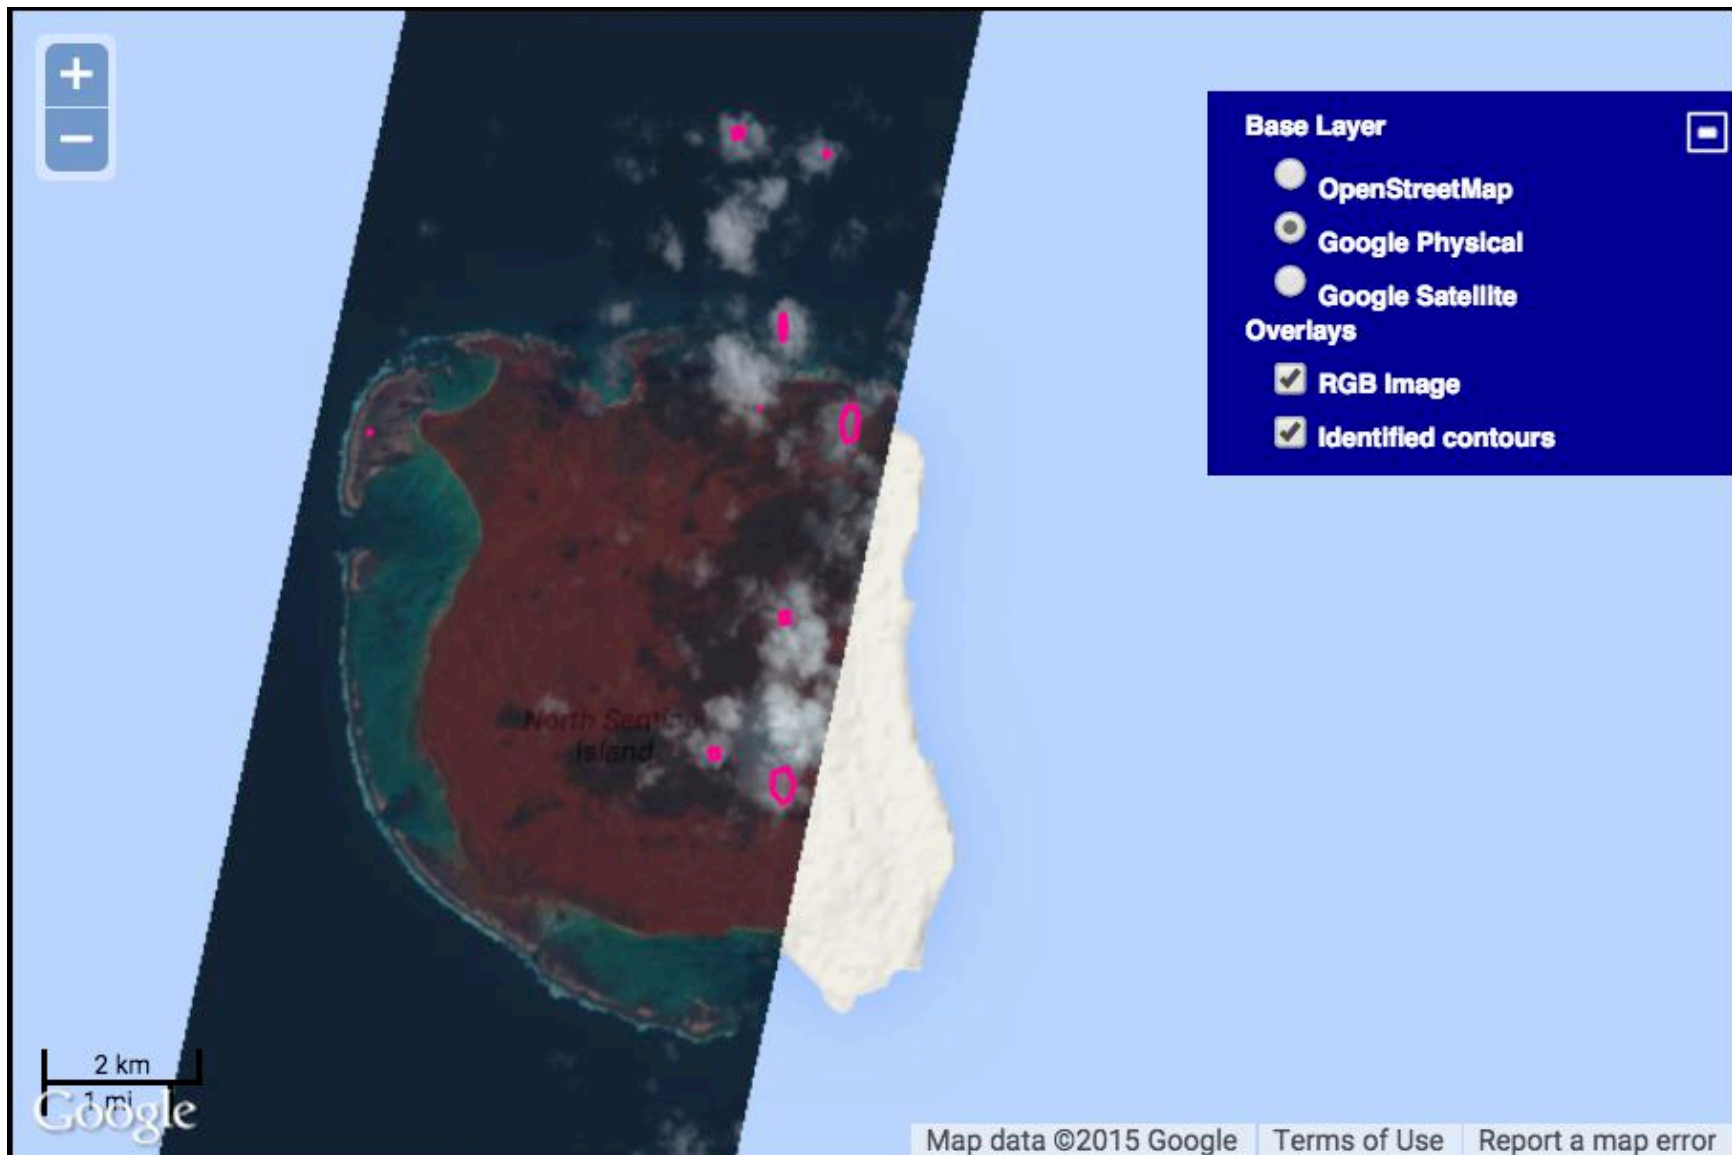 +
−
Base Layer
OpenStreetMap
Google Physical
Google Satellite
Overlays
RGB Image
Identified contours
North Sentinel
Island
2 km
1 mi
Google
Map data ©2015 Google
Terms of Use
Report a map error